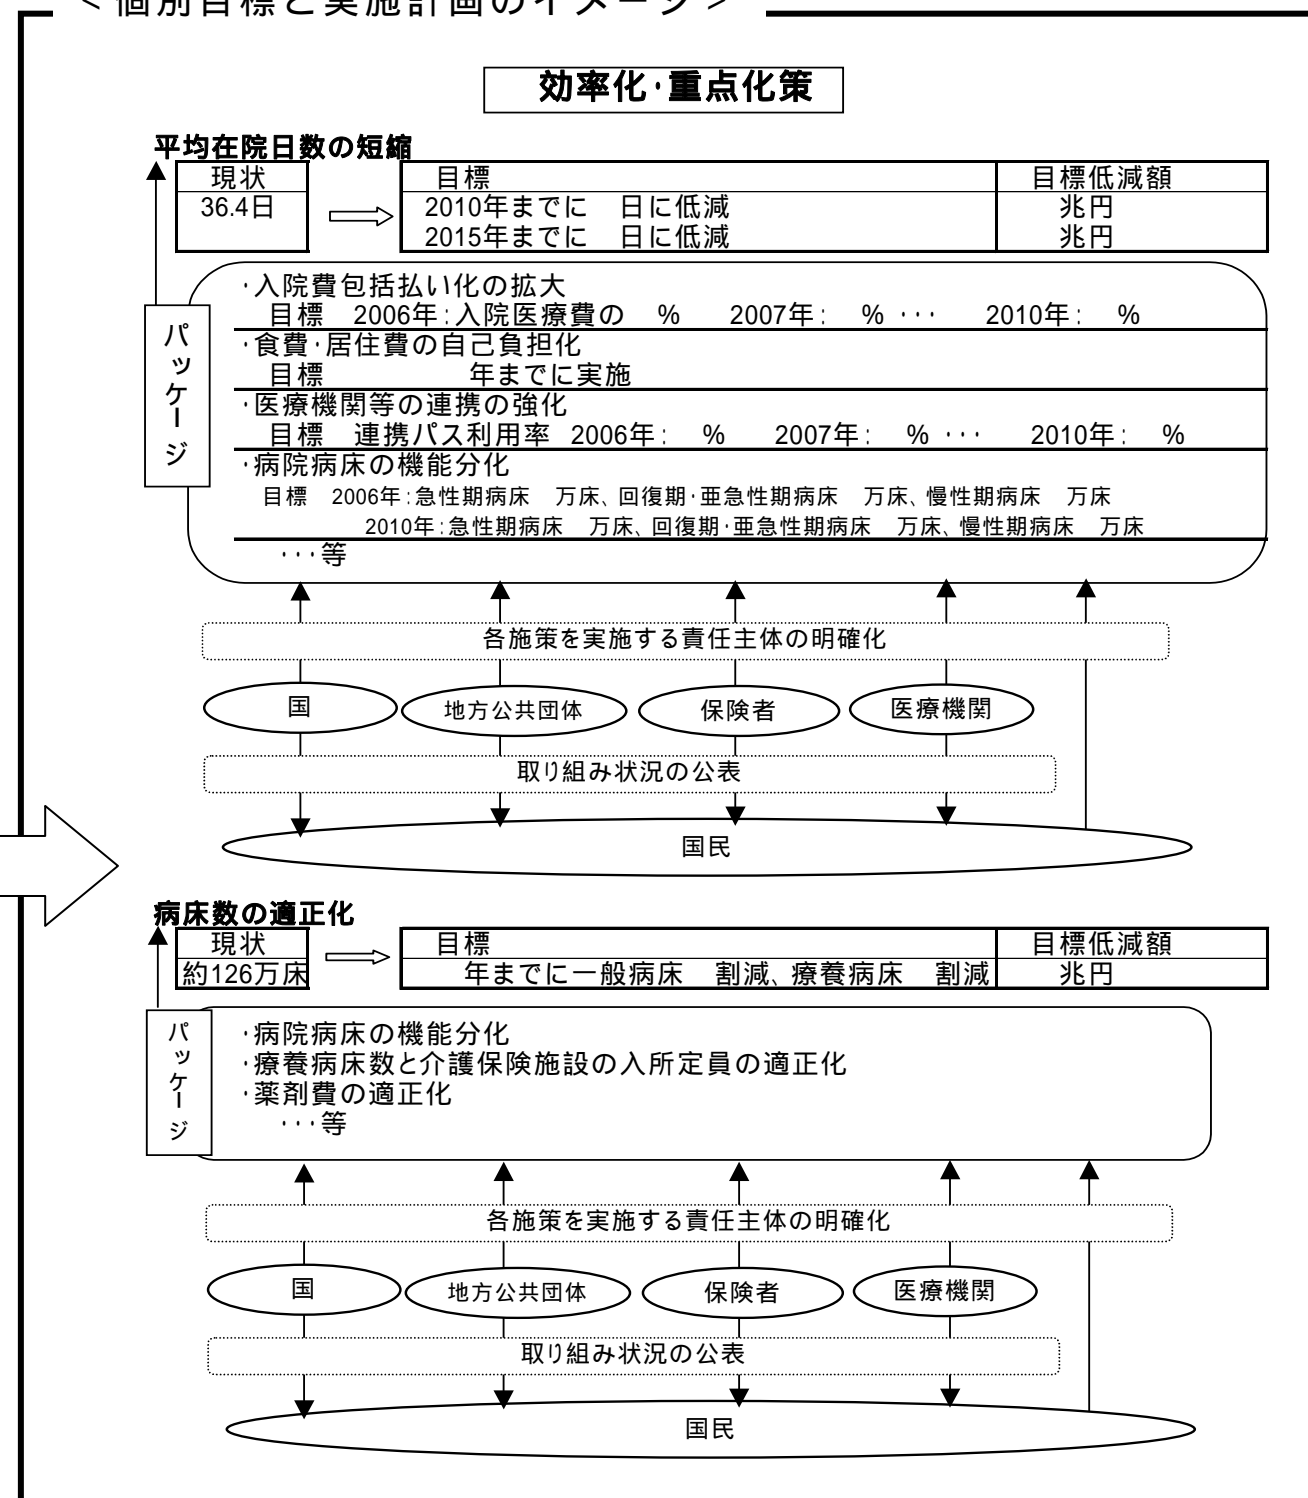 ＜個別目標と実施計画のイメージ＞
効率化・重点化策
平均在院日数の短縮
現状 目標 目標低減額
36.4日 2010年までに 日に低減 兆円
2015年までに 日に低減 兆円
パッケージ
・入院費包括払い化の拡大
目標 2006年：入院医療費の % 2007年： %・・・ 2010年： %
・食費・居住費の自己負担化
目標 年までに実施
・医療機関等の連携の強化
目標 連携パス利用率 2006年： % 2007年： %・・・ 2010年： %
・病院病床の機能分化
目標 2006年：急性期病床 万床、回復期・亜急性期病床 万床、慢性期病床 万床
2010年：急性期病床 万床、回復期・亜急性期病床 万床、慢性期病床 万床
・・・等
各施策を実施する責任主体の明確化
国 地方公共団体 保険者 医療機関
取り組み状況の公表
国民
病床数の適正化
現状 目標 目標低減額
約126万床 年までに一般病床 割減、療養病床 割減 兆円
パッケージ
・病院病床の機能分化
・療養病床数と介護保険施設の入所定員の適正化
・薬剤費の適正化
・・・等
各施策を実施する責任主体の明確化
国 地方公共団体 保険者 医療機関
取り組み状況の公表
国民